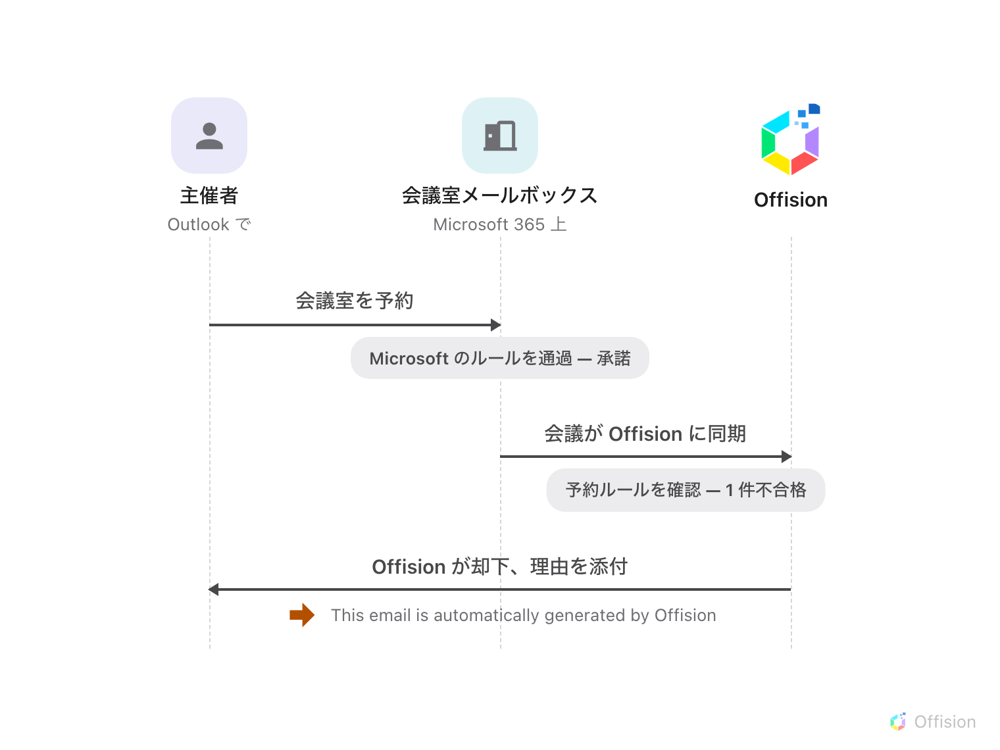 主催者
Outlook で
会議室メールボックス
Microsoft 365 上
Offision
会議室を予約
Microsoft のルールを通過 — 承諾
会議が Offision に同期
予約ルールを確認 — 1 件不合格
Offision が却下、理由を添付
This email is automatically generated by Offision
Offision